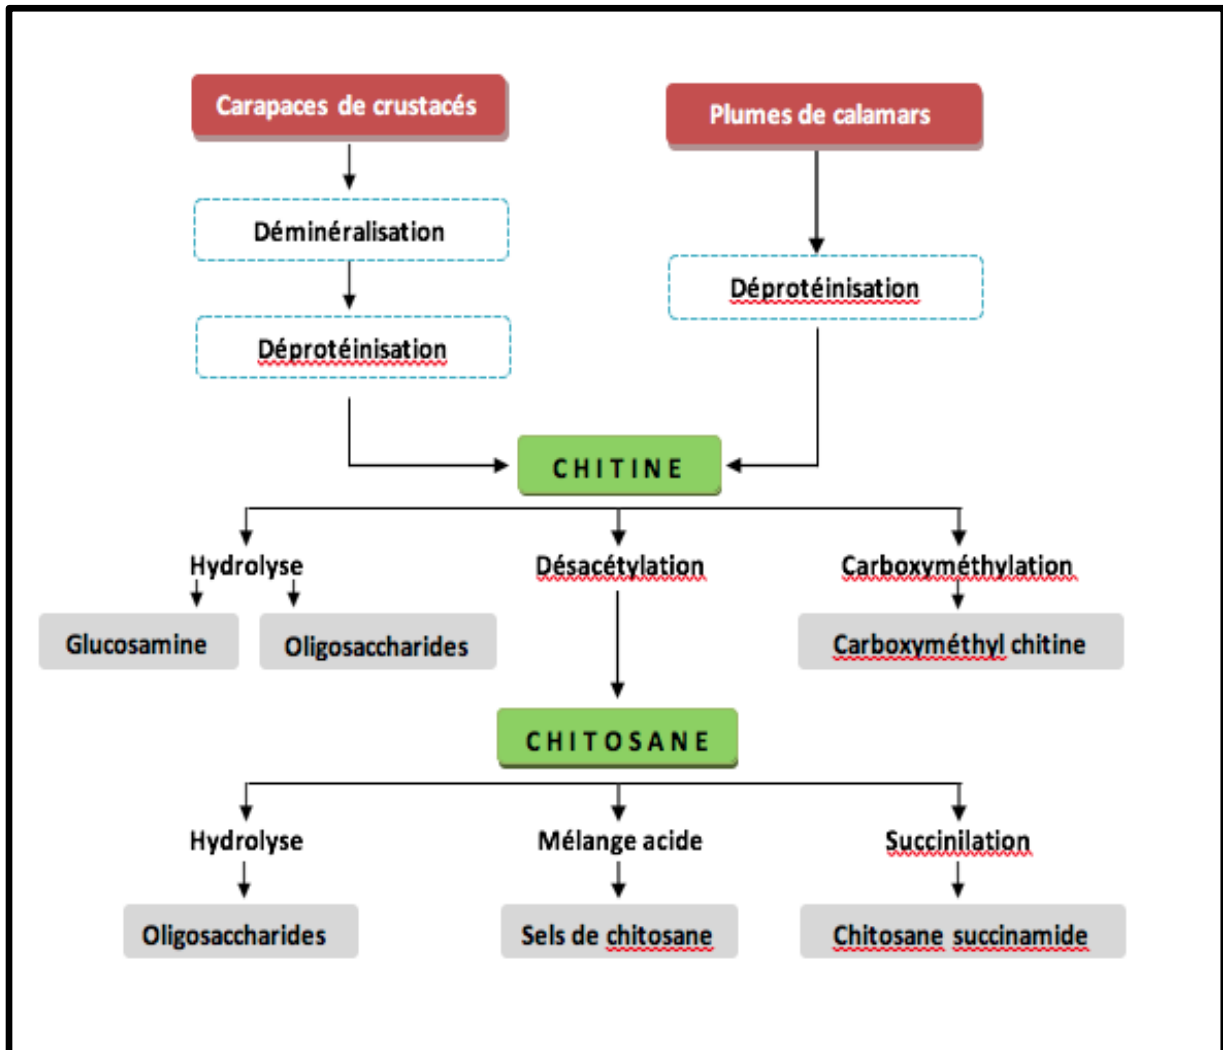 Carapaces de crustacés
Plumes de calamars
Déminéralisation
Déprotéinisation
Déprotéinisation
CHITINE
Hydrolyse
Désacétylation
Carboxyméthylation
Glucosamine
Oligosaccharides
Carboxyméthyl chitine
CHITOSANE
Hydrolyse
Mélange acide
Succinilation
Oligosaccharides
Sels de chitosane
Chitosane succinamide